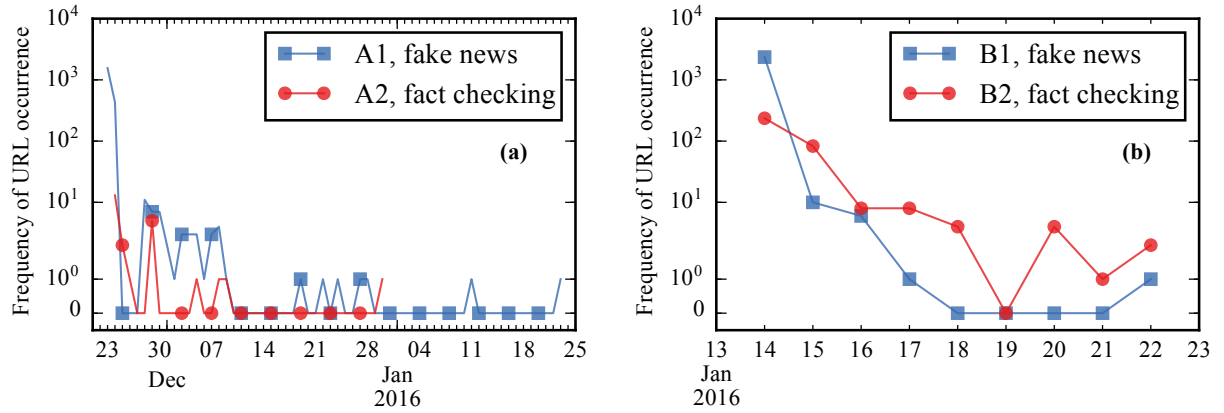 Frequency of URL occurrence
10^4
10^3
10^2
10^1
10^0
0
A1, fake news
A2, fact checking
(a)
23 30 07 14 21 28 04 11 18 25
Dec Jan
2016
Frequency of URL occurrence
10^4
10^3
10^2
10^1
10^0
0
B1, fake news
B2, fact checking
(b)
13 14 15 16 17 18 19 20 21 22 23
Jan
2016